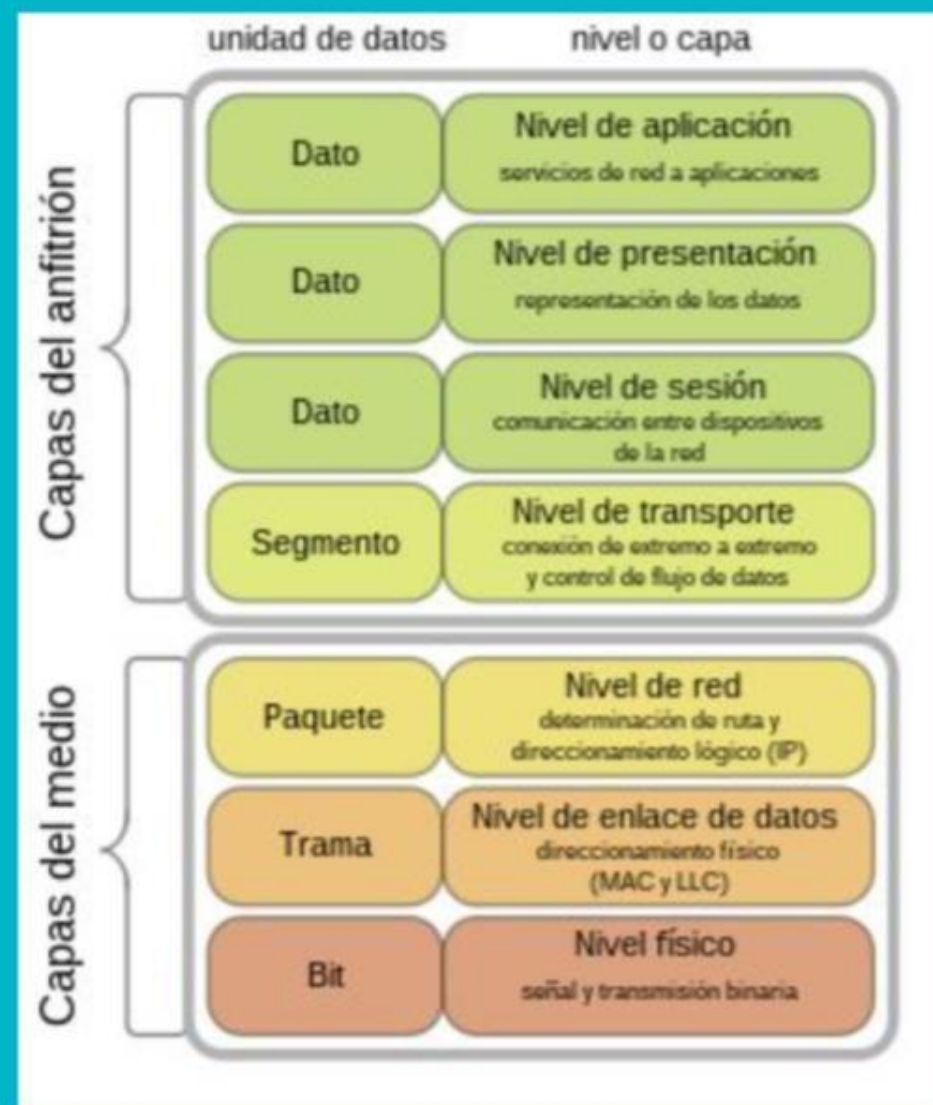 unidad de datos nivel o capa
Capas del anfitrión
Dato
Nivel de aplicación
servicios de red a aplicaciones
Dato
Nivel de presentación
representación de los datos
Dato
Nivel de sesión
comunicación entre dispositivos
de la red
Segmento
Nivel de transporte
conexión de extremo a extremo
y control de flujo de datos
Capas del medio
Paquete
Nivel de red
determinación de ruta y
direccionamiento lógico (IP)
Trama
Nivel de enlace de datos
direccionamiento físico
(MAC y LLC)
Bit
Nivel físico
señal y transmisión binaria